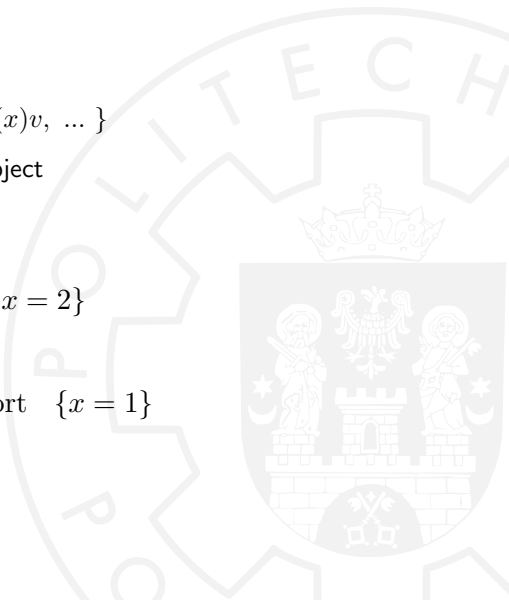 (x)v, ... }
ject
x = 2}
ort {x = 1}
P O L I T E C H
P O